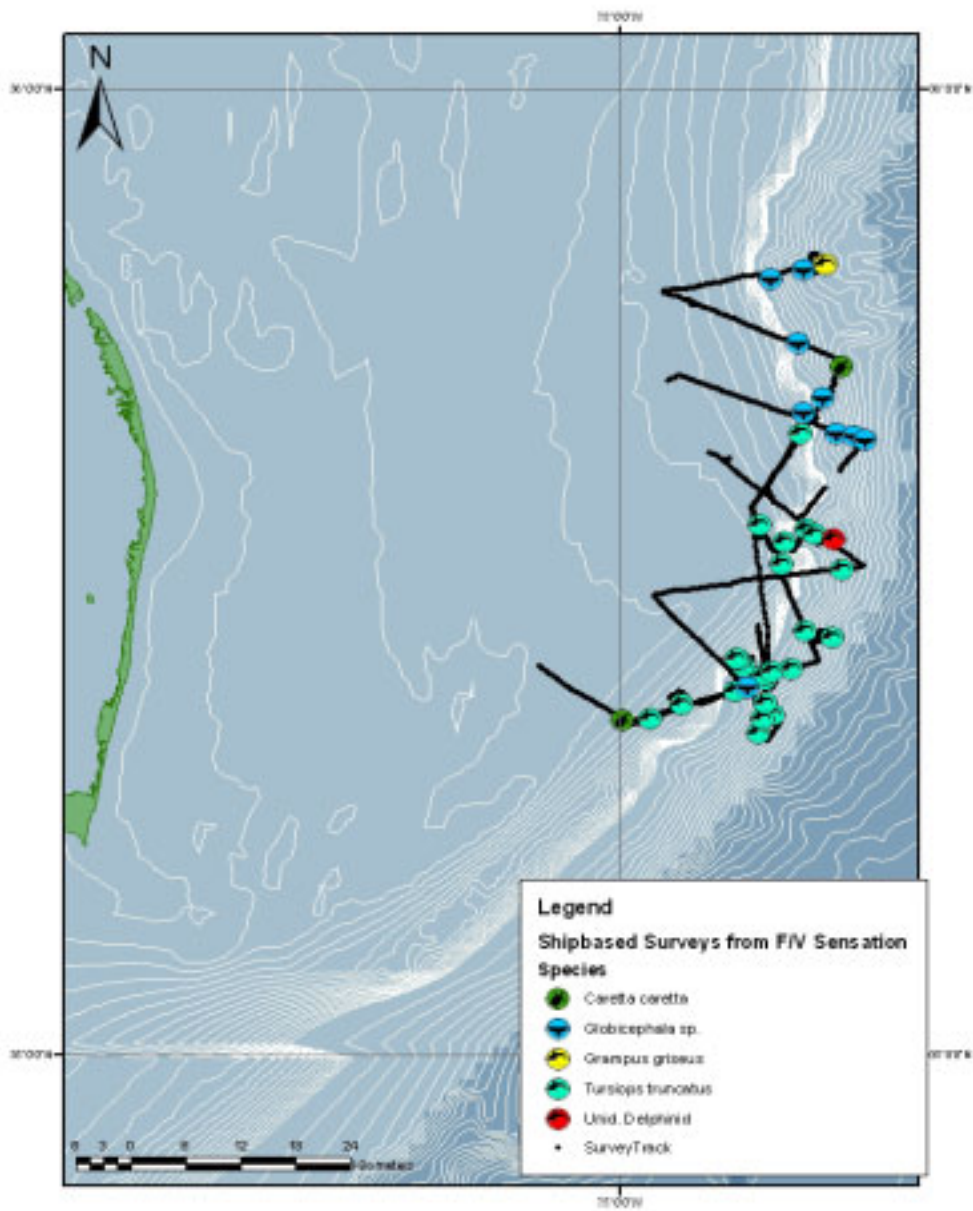 N
Legend
Shipbased Surveys from F/V Sensation
Species
Caretta caretta
Globicephala sp.
Grampus griseus
Tursiops truncatus
Unid. Delphinid
SurveyTrack
6 3 0 6 12 18 24
Kilometers